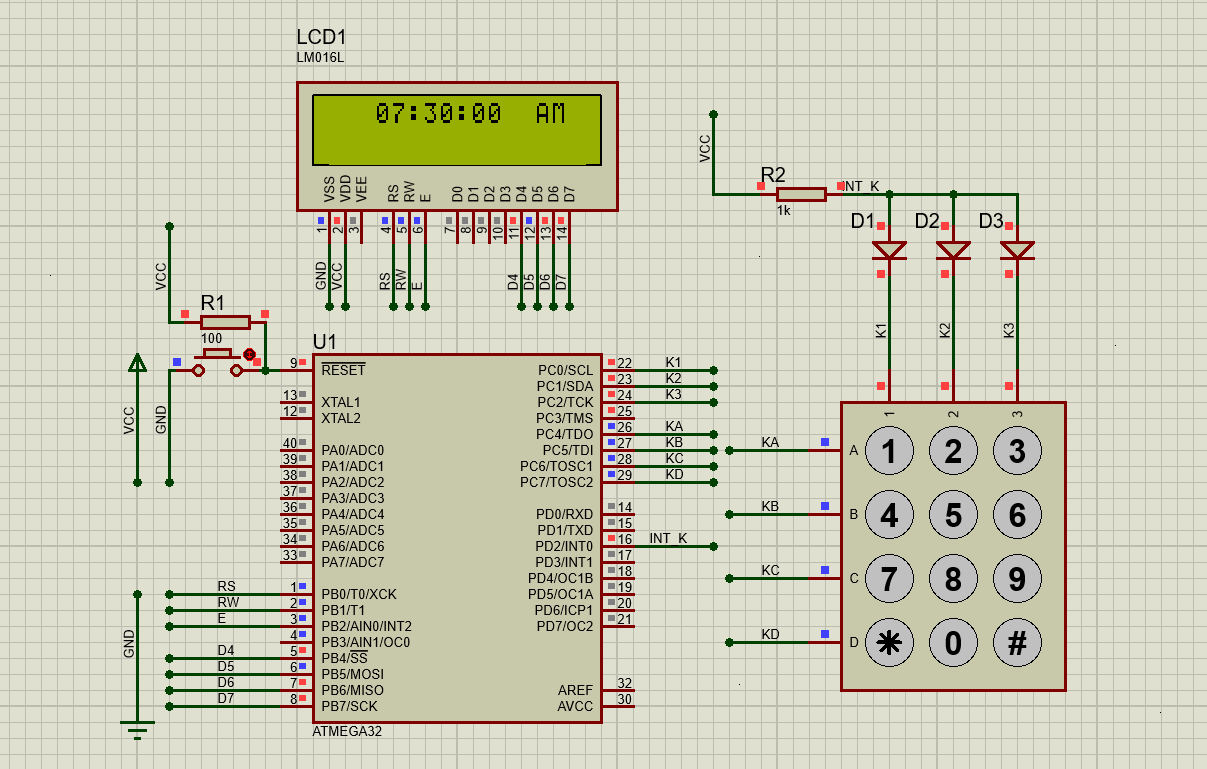 LCD1
LM016L
07:30:00 AM
VSS VDD VEE RS RW E D0 D1 D2 D3 D4 D5 D6 D7
1 2 3 4 5 6 7 8 9 10 11 12 13 14
GND VCC RS RW E D4 D5 D6 D7
VCC
R1
100
VCC
GND
GND
U1
ATMEGA32
9 RESET
13 XTAL1
12 XTAL2
40 PA0/ADC0
39 PA1/ADC1
38 PA2/ADC2
37 PA3/ADC3
36 PA4/ADC4
35 PA5/ADC5
34 PA6/ADC6
33 PA7/ADC7
RS 1 PB0/T0/XCK
RW 2 PB1/T1
E 3 PB2/AIN0/INT2
4 PB3/AIN1/OC0
D4 5 PB4/SS
D5 6 PB5/MOSI
D6 7 PB6/MISO
D7 8 PB7/SCK
PC0/SCL 22 K1
PC1/SDA 23 K2
PC2/TCK 24 K3
PC3/TMS 25
PC4/TDO 26 KA
PC5/TDI 27 KB
PC6/TOSC1 28 KC
PC7/TOSC2 29 KD
PD0/RXD 14
PD1/TXD 15
PD2/INT0 16 INT K
PD3/INT1 17
PD4/OC1B 18
PD5/OC1A 19
PD6/ICP1 20
PD7/OC2 21
AREF 32
AVCC 30
VCC
R2
1k
INT K
D1 D2 D3
K1 K2 K3
1 2 3
KA A 1 2 3
KB B 4 5 6
KC C 7 8 9
KD D * 0 #